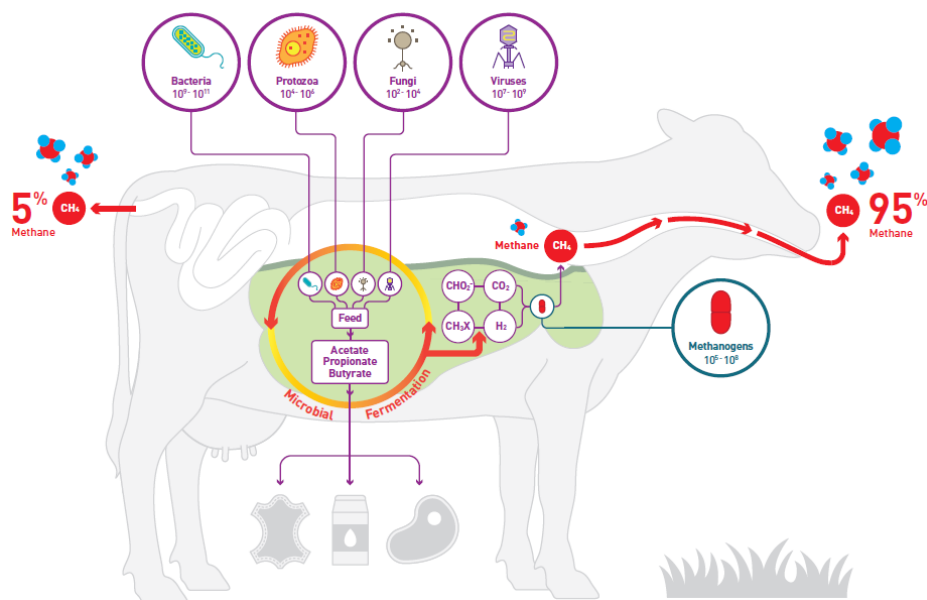 Bacteria
10⁹- 10¹¹
Protozoa
10⁴- 10⁶
Fungi
10²- 10⁴
Viruses
10⁷- 10⁹
5%
CH₄
Methane
CH₄
95%
Methane
Methane
CH₄
CHO₂⁻
CO₂
CH₃X
H₂
Feed
Acetate
Propionate
Butyrate
Microbial Fermentation
Methanogens
10⁵- 10⁸